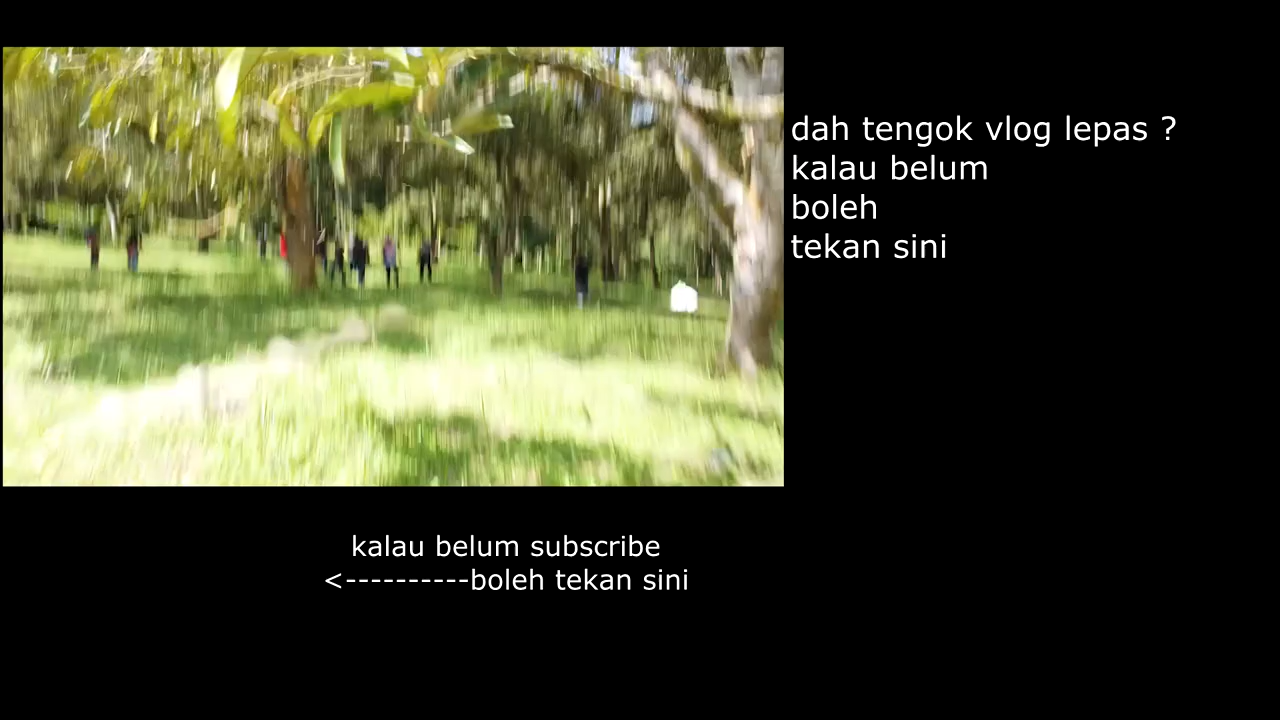 dah tengok vlog lepas ?
kalau belum
boleh
tekan sini
kalau belum subscribe
<----------boleh tekan sini